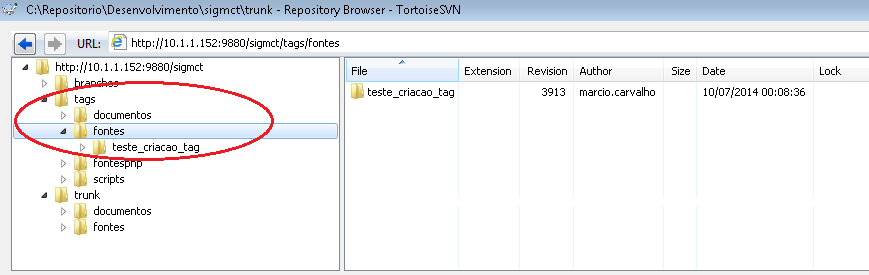 C:\Repositorio\Desenvolvimento\sigmct\trunk - Repository Browser - TortoiseSVN
URL: http://10.1.1.152:9880/sigmct/tags/fontes
http://10.1.1.152:9880/sigmct
branches
tags
documentos
fontes
teste_criacao_tag
fontesphp
scripts
trunk
documentos
fontes
File Extension Revision Author Size Date Lock
teste_criacao_tag 3913 marcio.carvalho 10/07/2014 00:08:36